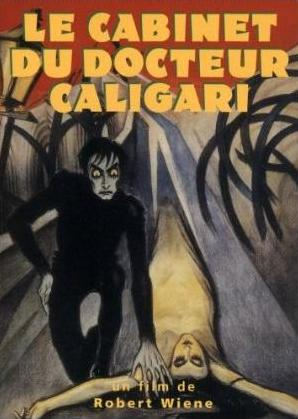 LE CABINET
DU DOCTEUR
CALIGARI
un film de
Robert Wiene